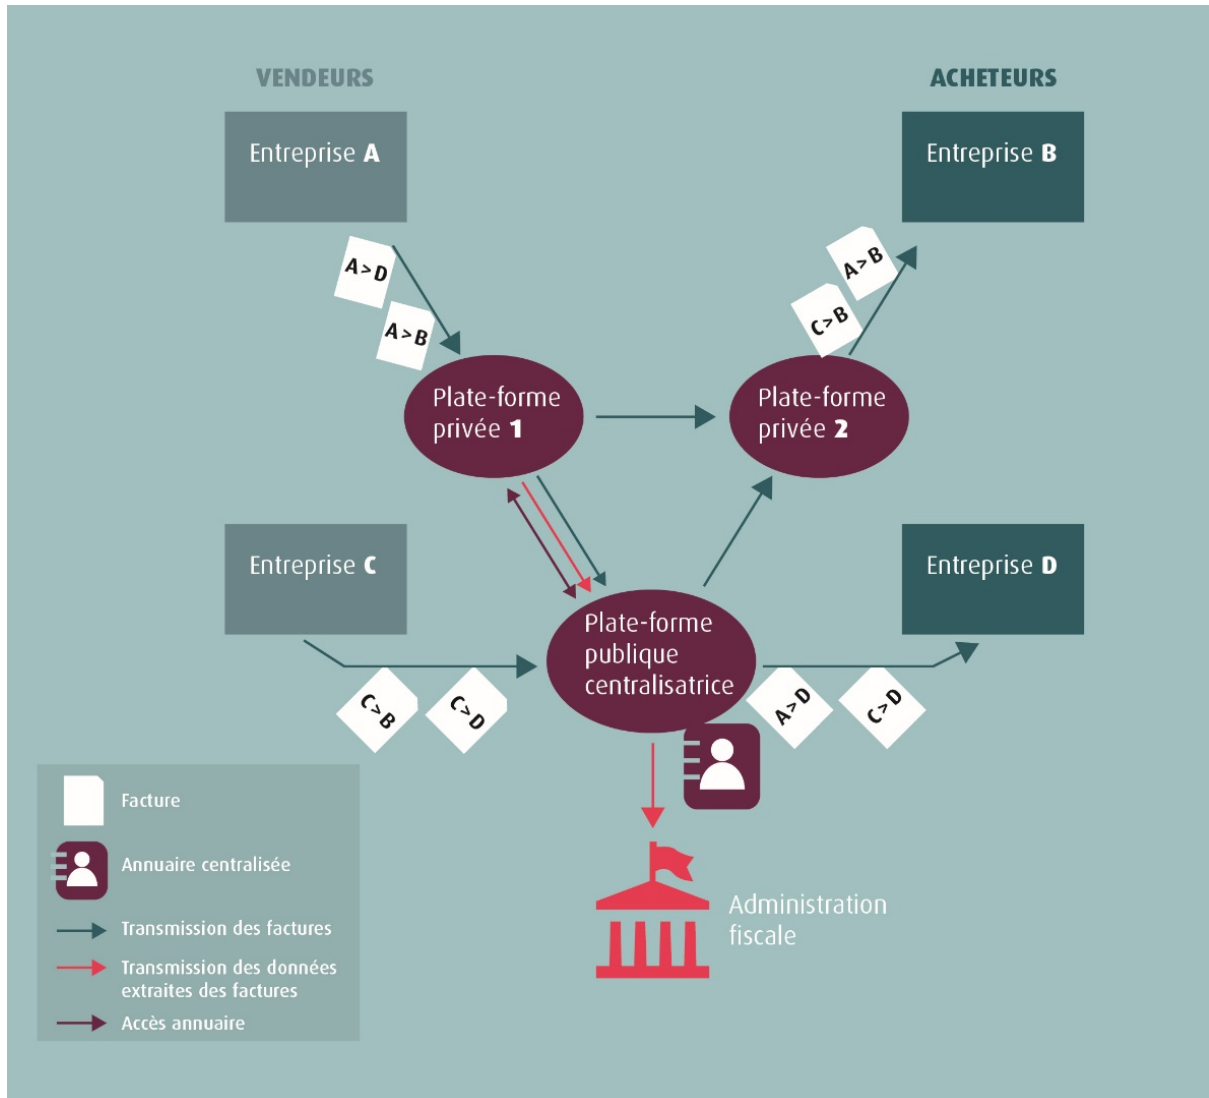 VENDEURS
ACHETEURS
Entreprise A
Entreprise B
A>D
A>B
A>B
C>B
Plate-forme
privée 1
Plate-forme
privée 2
Entreprise C
Entreprise D
Plate-forme
publique
centralisatrice
C>B
C>D
A>D
C>D
Facture
Annuaire centralisée
Transmission des factures
Transmission des données
extraites des factures
Accès annuaire
Administration
fiscale